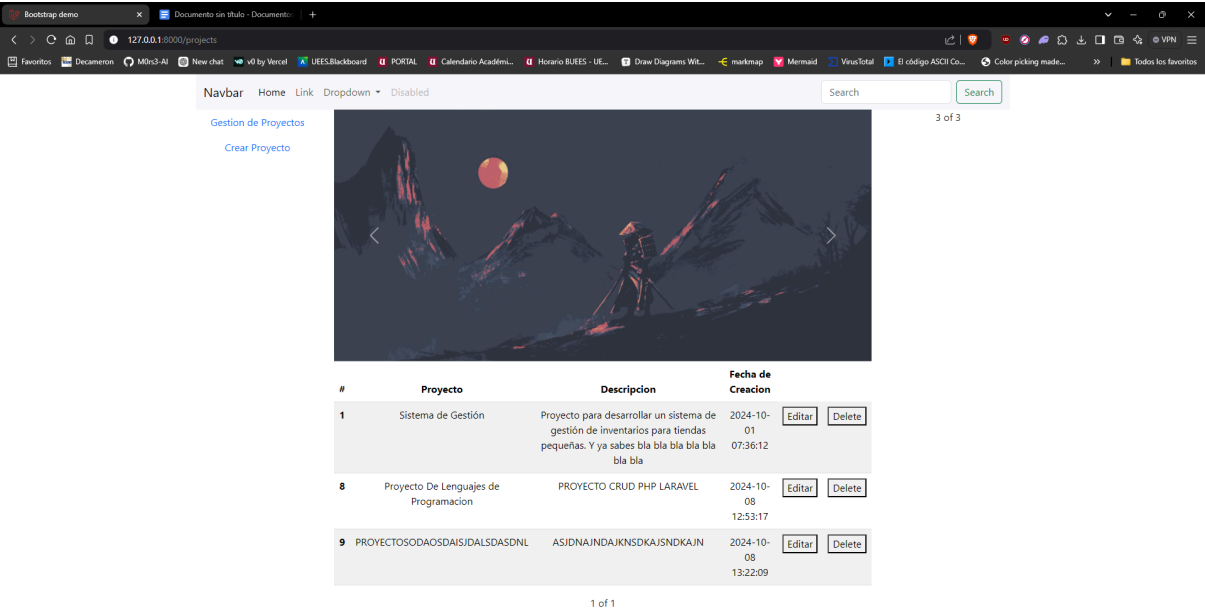 Bootstrap demo
Documento sin título - Documento
127.0.0.1:8000/projects
VPN
Favoritos Decameron M0rs3-AI New chat v0 by Vercel UEES.Blackboard PORTAL Calendario Académi... Horario BUEES - UE... Draw Diagrams Wit... markmap Mermaid VirusTotal El código ASCII Co... Color picking made... » Todos los favoritos
Navbar Home Link Dropdown Disabled Search Search
Gestion de Proyectos
Crear Proyecto
3 of 3
# Proyecto Descripcion Fecha de
Creacion
1 Sistema de Gestión Proyecto para desarrollar un sistema de 2024-10- Editar Delete
gestión de inventarios para tiendas 01
pequeñas. Y ya sabes bla bla bla bla bla 07:36:12
bla bla
8 Proyecto De Lenguajes de PROYECTO CRUD PHP LARAVEL 2024-10- Editar Delete
Programacion 08
12:53:17
9 PROYECTOSODAOSDAISJDALSDASDNL ASJDNAJNDAJKNSDKAJSNDKAJN 2024-10- Editar Delete
08
13:22:09
1 of 1